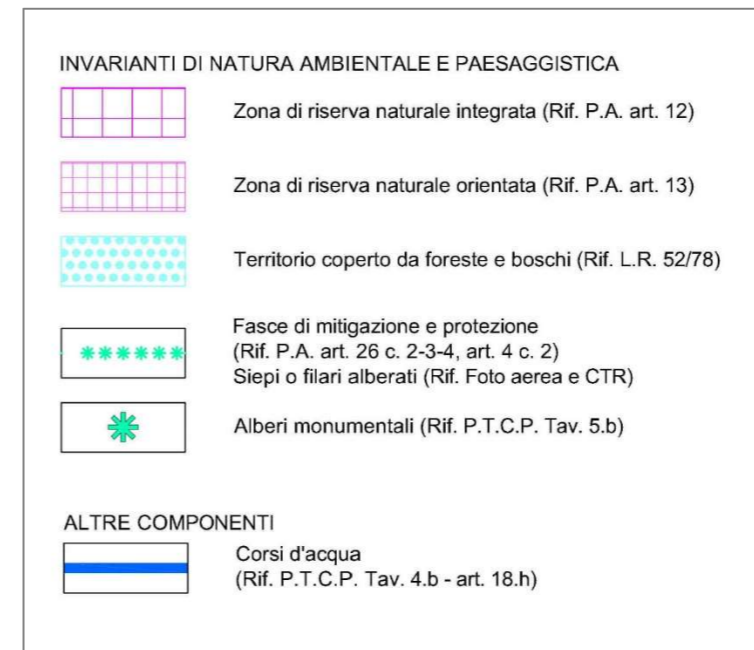 INVARIANTI DI NATURA AMBIENTALE E PAESAGGISTICA
Zona di riserva naturale integrata (Rif. P.A. art. 12)
Zona di riserva naturale orientata (Rif. P.A. art. 13)
Territorio coperto da foreste e boschi (Rif. L.R. 52/78)
Fasce di mitigazione e protezione
(Rif. P.A. art. 26 c. 2-3-4, art. 4 c. 2)
Siepi o filari alberati (Rif. Foto aerea e CTR)
Alberi monumentali (Rif. P.T.C.P. Tav. 5.b)
ALTRE COMPONENTI
Corsi d'acqua
(Rif. P.T.C.P. Tav. 4.b - art. 18.h)